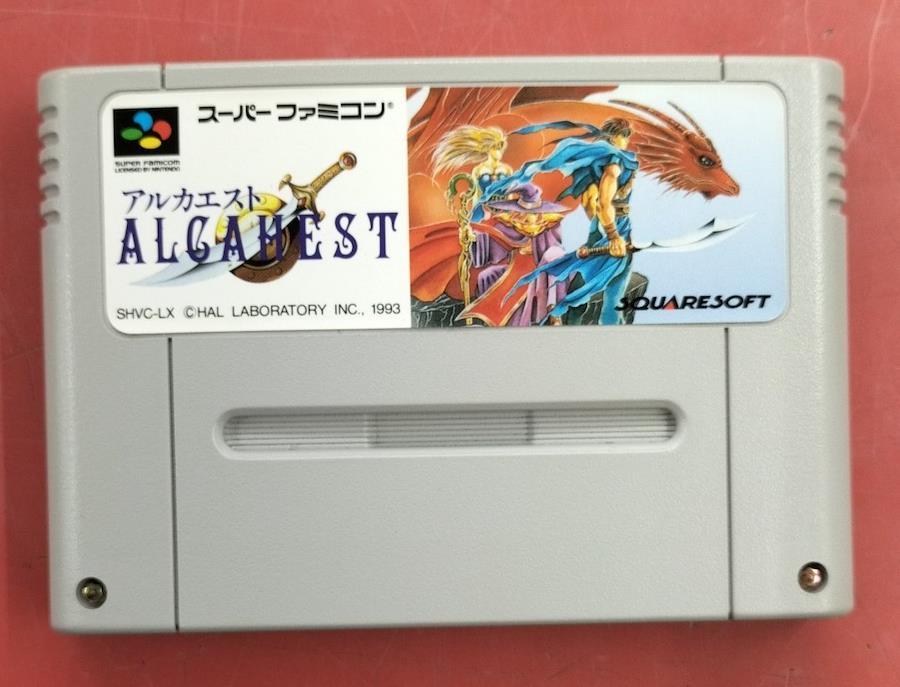 スーパーファミコン®
SUPER FAMICOM
LICENSED BY NINTENDO
アルカエスト
ALCAHEST
SHVC-LX ©HAL LABORATORY INC., 1993
SQUARESOFT